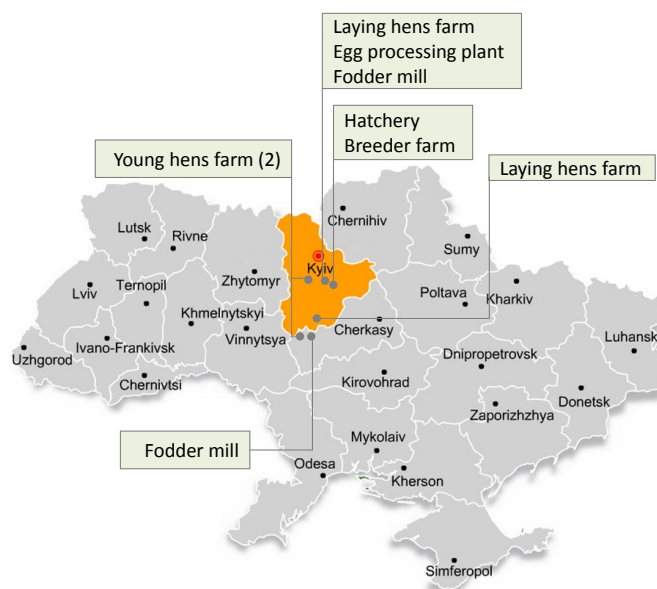 Laying hens farm
Egg processing plant
Fodder mill
Hatchery
Breeder farm
Young hens farm (2)
Laying hens farm
Chernihiv
Lutsk
Rivne
Sumy
Kyiv
Zhytomyr
Lviv
Ternopil
Poltava
Kharkiv
Khmelnytskyi
Cherkasy
Luhansk
Uzhgorod
Ivano-Frankivsk
Vinnytsya
Dnipropetrovsk
Chernivtsi
Kirovohrad
Donetsk
Zaporizhzhya
Fodder mill
Mykolaiv
Odesa
Kherson
Simferopol